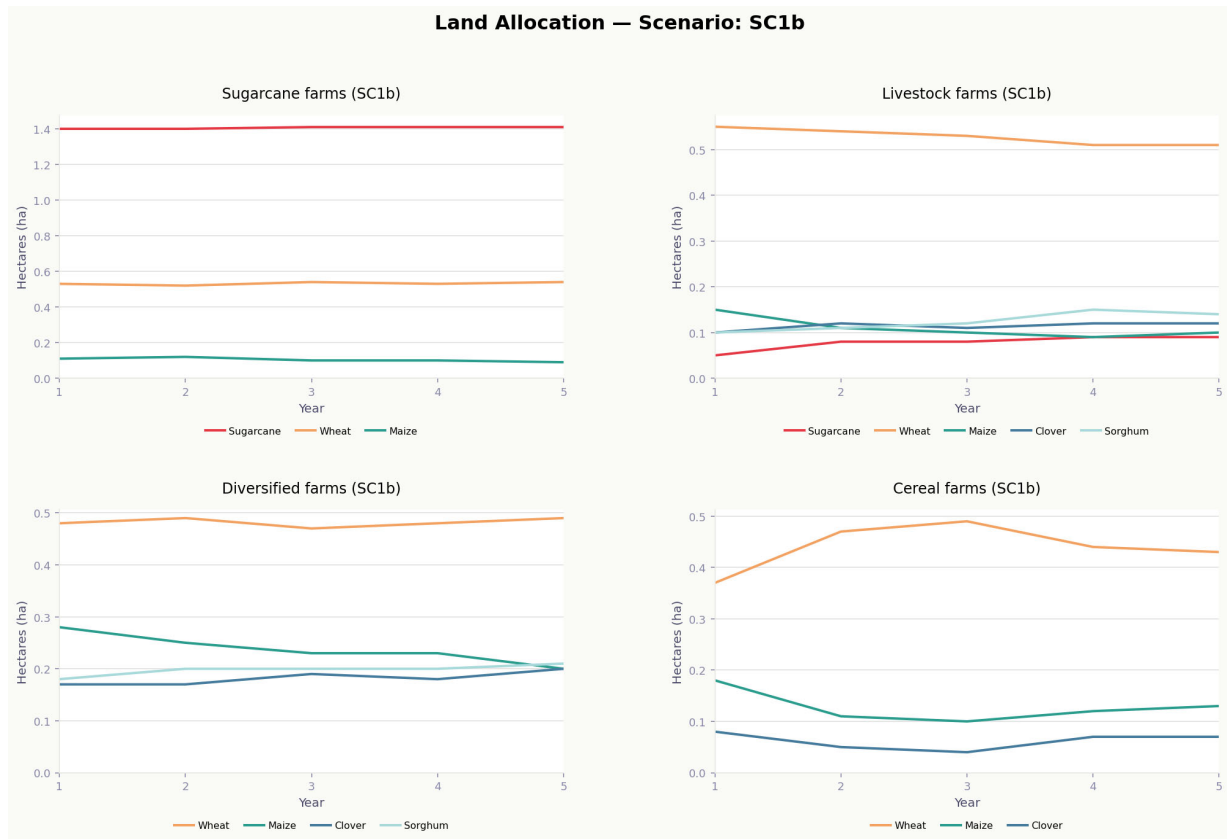 Land Allocation — Scenario: SC1b
Sugarcane farms (SC1b)
Hectares (ha)
1.4
1.2
1.0
0.8
0.6
0.4
0.2
0.0
1 2 3 4 5
Year
Sugarcane Wheat Maize
Livestock farms (SC1b)
Hectares (ha)
0.5
0.4
0.3
0.2
0.1
0.0
1 2 3 4 5
Year
Sugarcane Wheat Maize Clover Sorghum
Diversified farms (SC1b)
Hectares (ha)
0.5
0.4
0.3
0.2
0.1
0.0
1 2 3 4 5
Year
Wheat Maize Clover Sorghum
Cereal farms (SC1b)
Hectares (ha)
0.5
0.4
0.3
0.2
0.1
0.0
1 2 3 4 5
Year
Wheat Maize Clover